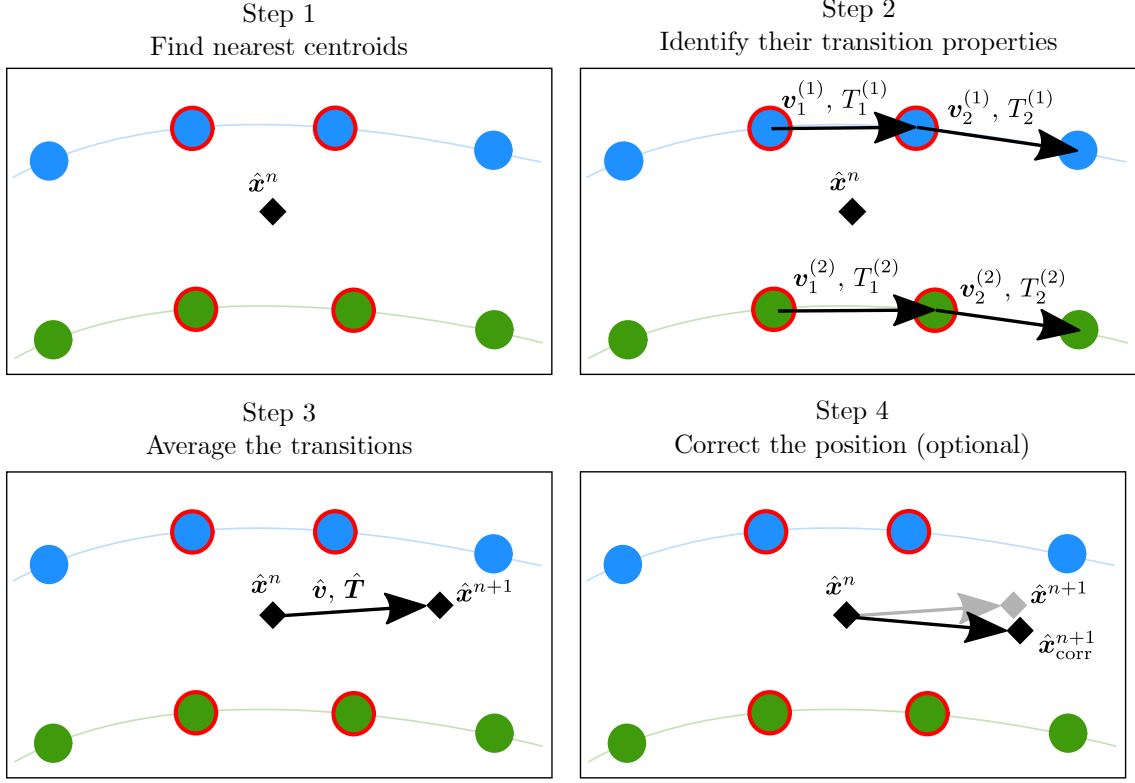 Step 1
Find nearest centroids
x̂ⁿ
Step 2
Identify their transition properties
v₁⁽¹⁾, T₁⁽¹⁾
v₂⁽¹⁾, T₂⁽¹⁾
x̂ⁿ
v₁⁽²⁾, T₁⁽²⁾
v₂⁽²⁾, T₂⁽²⁾
Step 3
Average the transitions
x̂ⁿ
v̂, T̂
x̂ⁿ⁺¹
Step 4
Correct the position (optional)
x̂ⁿ
x̂ⁿ⁺¹
x̂ⁿ⁺¹_corr